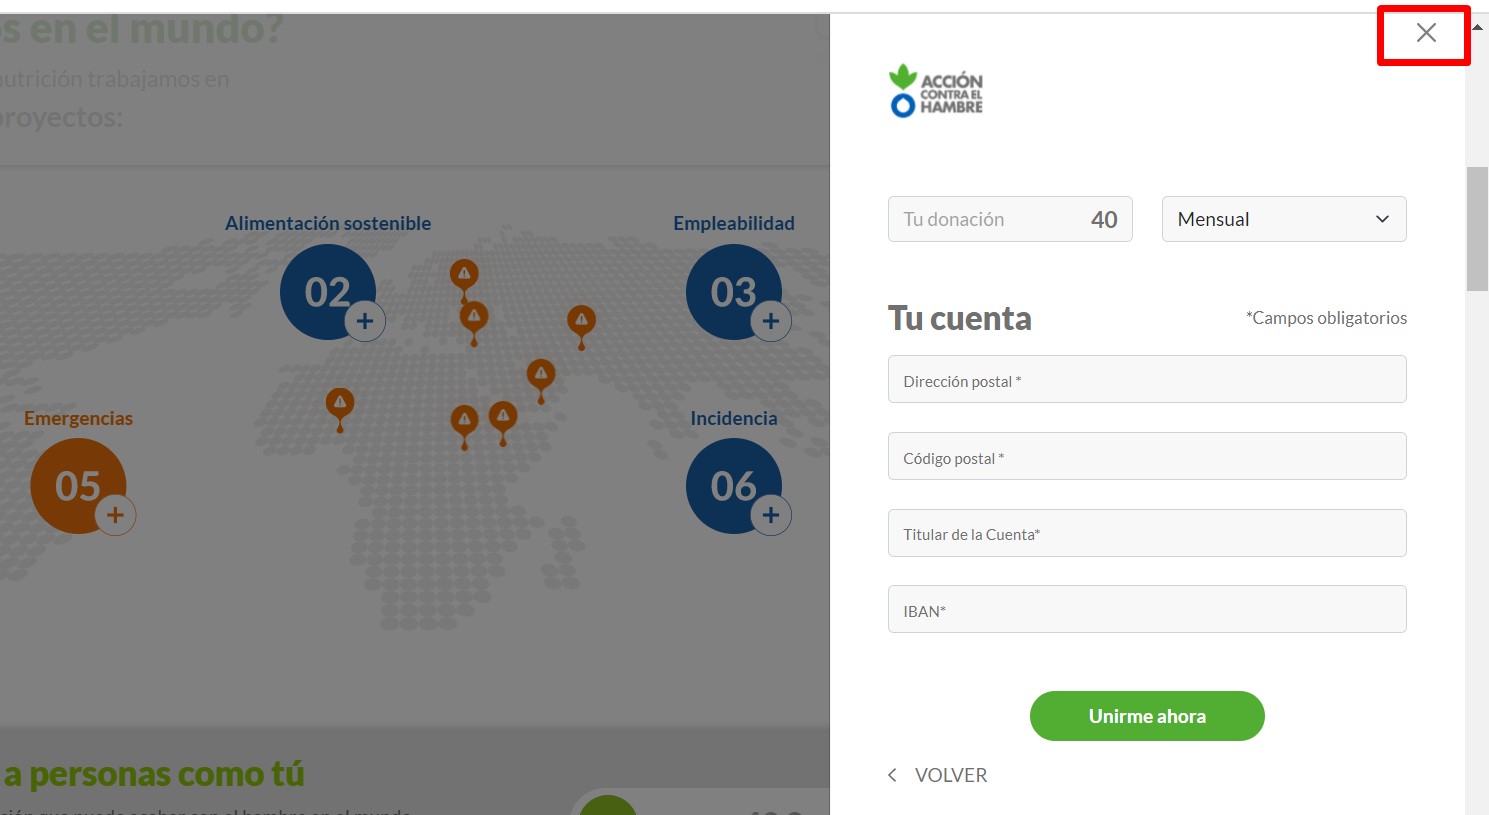 s en el mundo?
nutrición trabajamos en
royectos:
Alimentación sostenible
02
Empleabilidad
03
Emergencias
05
Incidencia
06
a personas como tú
ACCIÓN
CONTRA EL
HAMBRE
Tu donación 40
Mensual
Tu cuenta
*Campos obligatorios
Dirección postal *
Código postal *
Titular de la Cuenta*
IBAN*
Unirme ahora
VOLVER